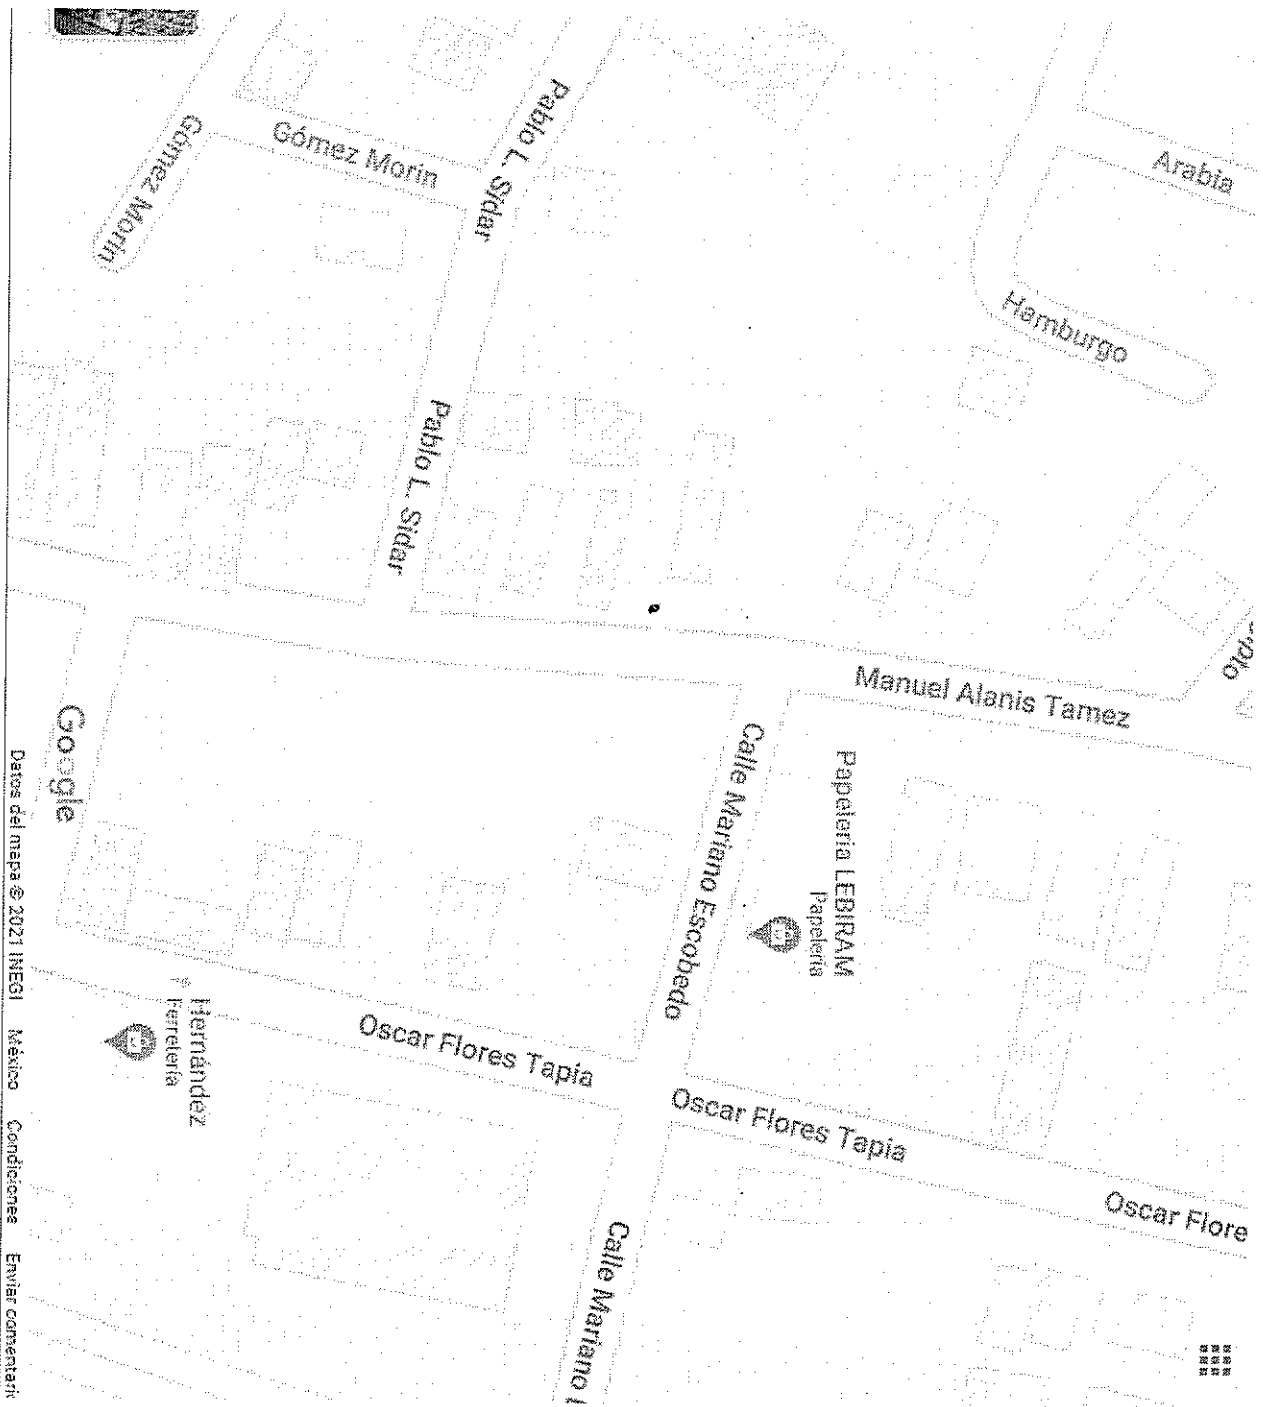 Pablo L. Sidar
Gómez Morin
Gómez Morin
Arabia
Hamburgo
Pablo L. Sidar
Manuel Alanis Tamez
Calle Mariano Escobedo
Papelería LEBIRAM
Papelería
Google
Oscar Flores Tapia
Hernández
Ferretería
Oscar Flores Tapia
Oscar Flore
Calle Mariano
Datos del mapa © 2021 INEGI México Condiciones Enviar comentario